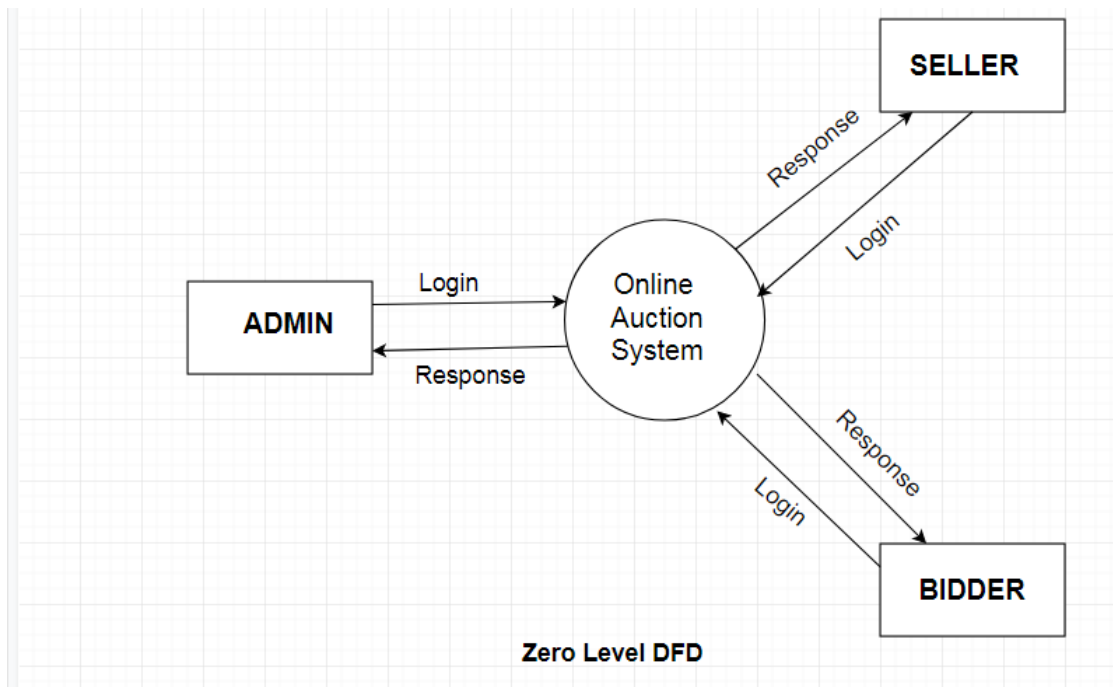 SELLER
Response
Login
Login
ADMIN
Response
Online
Auction
System
Response
Login
BIDDER
Zero Level DFD